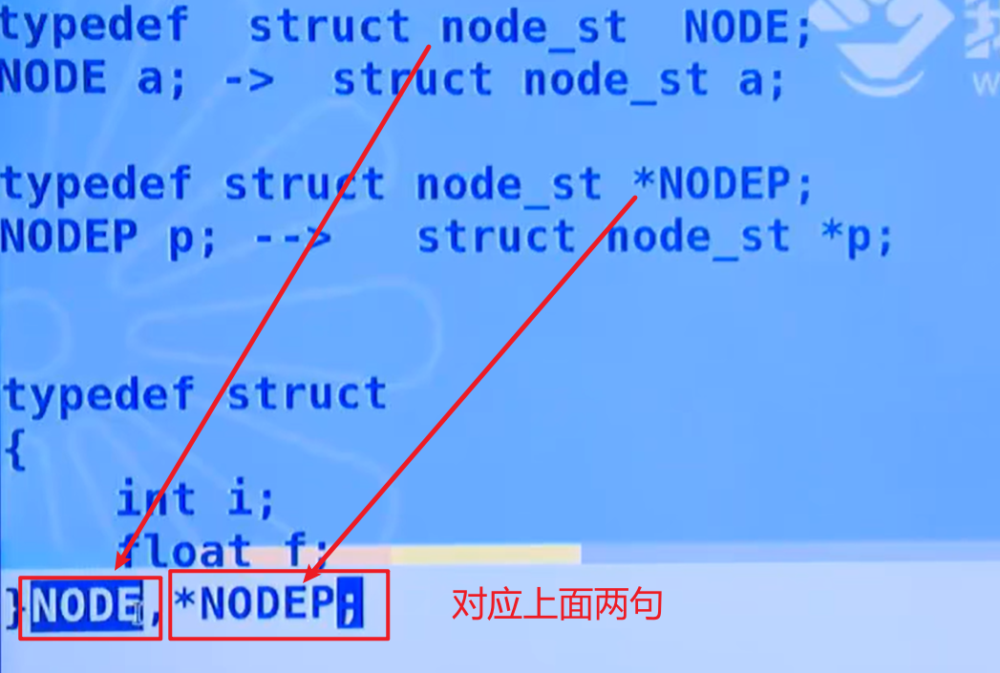 typedef struct node_st NODE;
NODE a; -> struct node_st a;
typedef struct node_st *NODEP;
NODEP p; --> struct node_st *p;
typedef struct
{
int i;
float f;
}NODE,*NODEP;
对应上面两句